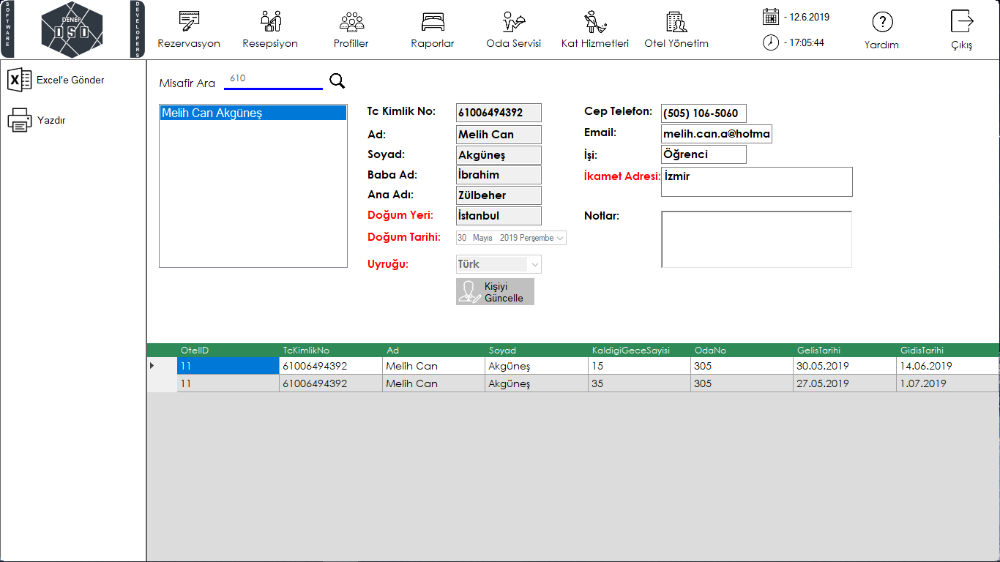 SOFTWARE
DENEP
DSD
DEVELOPERS
Rezervasyon
Resepsiyon
Profiller
Raporlar
Oda Servisi
Kat Hizmetleri
Otel Yönetim
- 12.6.2019
- 17:05:44
Yardım
Çıkış
Excel'e Gönder
Yazdır
Misafir Ara 610
Melih Can Akgüneş
Tc Kimlik No: 61006494392
Ad: Melih Can
Soyad: Akgüneş
Baba Ad: İbrahim
Ana Adı: Zülbeher
Doğum Yeri: İstanbul
Doğum Tarihi: 30 Mayıs 2019 Perşembe
Uyruğu: Türk
Kişiyi
Güncelle
Cep Telefon: (505) 106-5060
Email: melih.can.a@hotma
İşi: Öğrenci
İkamet Adresi: İzmir
Notlar:
OtelID TcKimlikNo Ad Soyad KaldigiGeceSayisi OdaNo GelisTarihi GidisTarihi
11 61006494392 Melih Can Akgüneş 15 305 30.05.2019 14.06.2019
11 61006494392 Melih Can Akgüneş 35 305 27.05.2019 1.07.2019